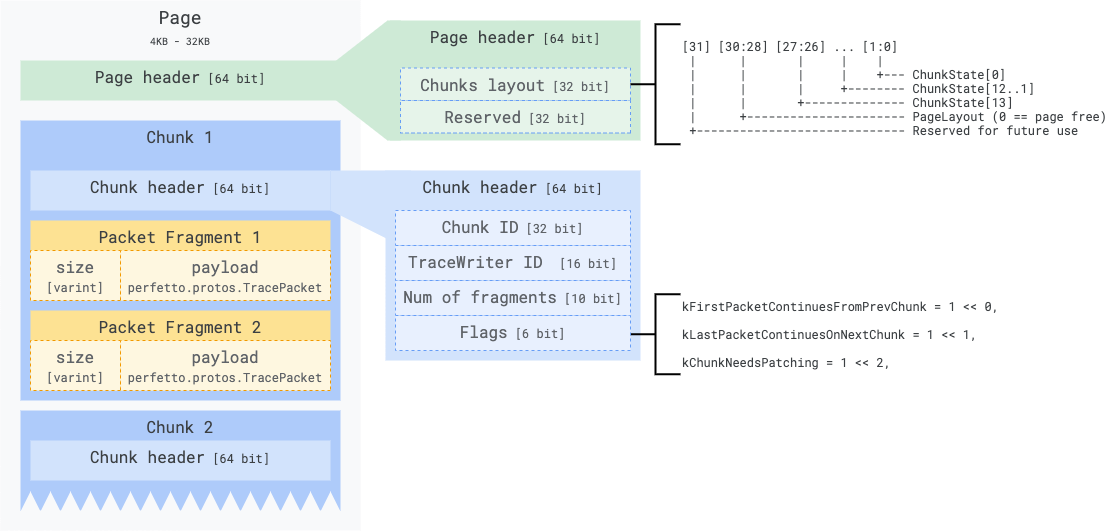 Page
4KB - 32KB
Page header [64 bit]
Chunk 1
Chunk header [64 bit]
Packet Fragment 1
size
[varint]
payload
perfetto.protos.TracePacket
Packet Fragment 2
size
[varint]
payload
perfetto.protos.TracePacket
Chunk 2
Chunk header [64 bit]
Page header [64 bit]
Chunks layout [32 bit]
Reserved [32 bit]
[31] [30:28] [27:26] ... [1:0]
ChunkState[0]
ChunkState[12..1]
ChunkState[13]
PageLayout (0 == page free)
Reserved for future use
Chunk header [64 bit]
Chunk ID [32 bit]
TraceWriter ID [16 bit]
Num of fragments [10 bit]
Flags [6 bit]
kFirstPacketContinuesFromPrevChunk = 1 << 0,
kLastPacketContinuesOnNextChunk = 1 << 1,
kChunkNeedsPatching = 1 << 2,